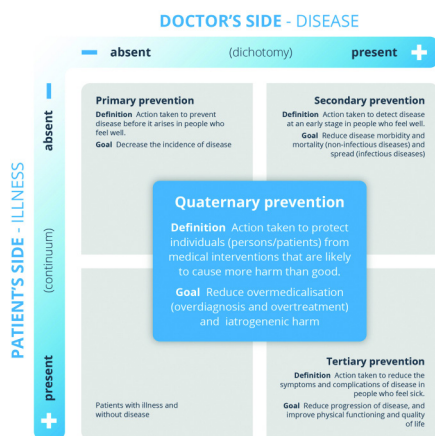 DOCTOR'S SIDE - DISEASE
absent (dichotomy) present
PATIENT'S SIDE - ILLNESS
absent
(continuum)
present
Primary prevention
Definition Action taken to prevent
disease before it arises in people who
feel well.
Goal Decrease the incidence of disease
Secondary prevention
Definition Action taken to detect disease
at an early stage in people who feel well.
Goal Reduce disease morbidity and
mortality (non-infectious diseases) and
spread (infectious diseases)
Quaternary prevention
Definition Action taken to protect
individuals (persons/patients) from
medical interventions that are likely
to cause more harm than good.
Goal Reduce overmedicalisation
(overdiagnosis and overtreatment)
and iatrogenenic harm
Patients with illness and
without disease
Tertiary prevention
Definition Action taken to reduce the
symptoms and complications of disease in
people who feel sick.
Goal Reduce progression of disease, and
improve physical functioning and quality
of life